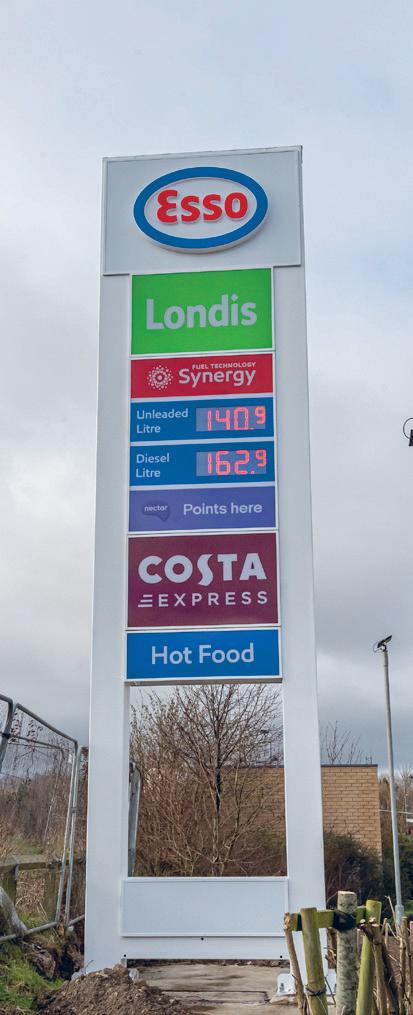 Esso
Londis
FUEL TECHNOLOGY
Synergy
Unleaded
Litre 140.9
Diesel
Litre 162.9
nectar Points here
COSTA
EXPRESS
Hot Food